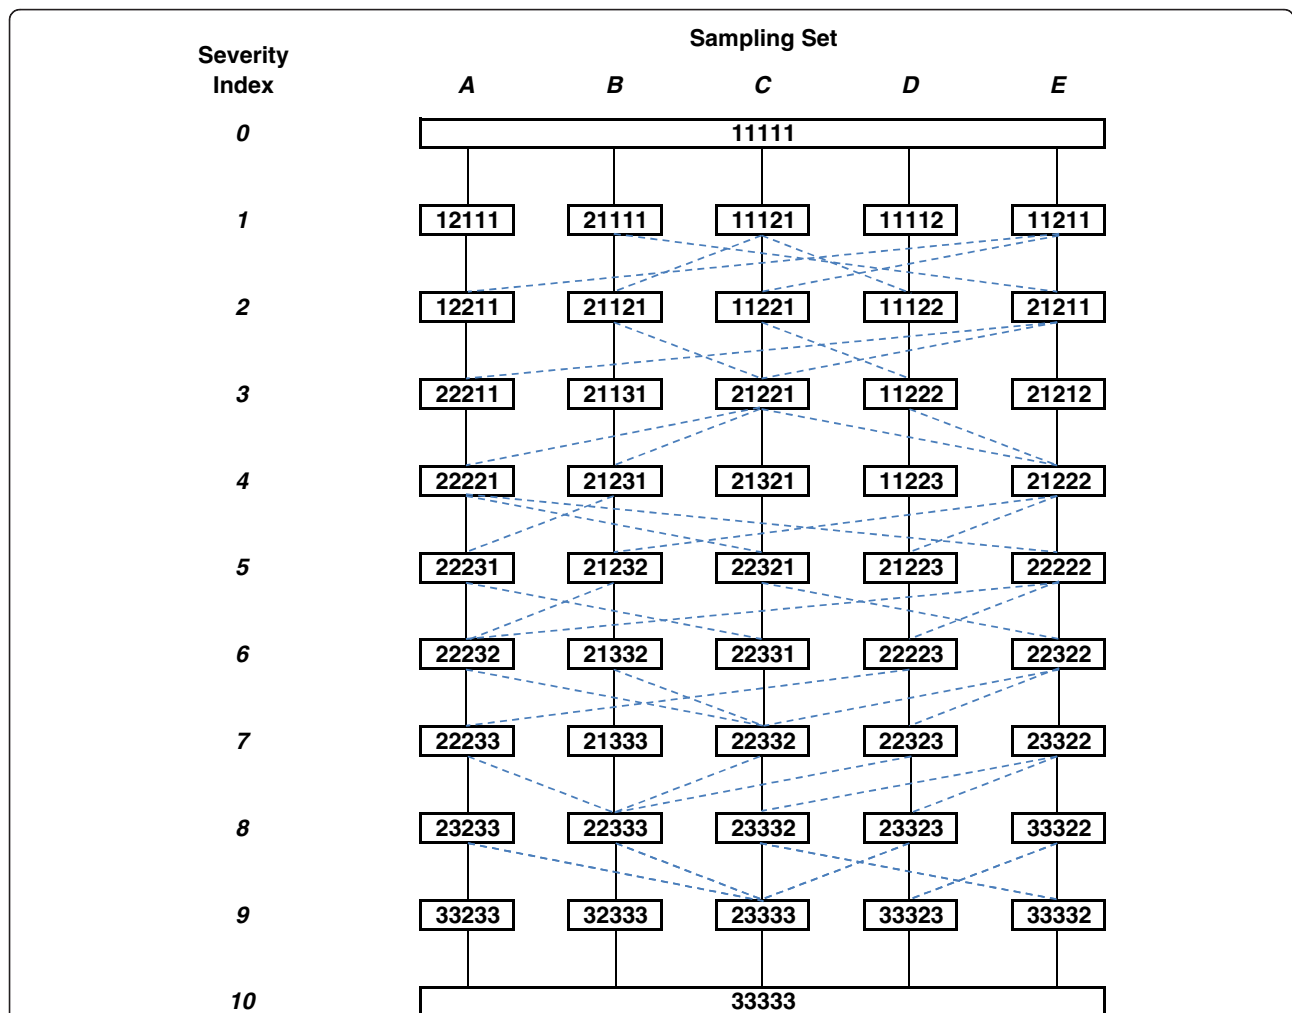 Sampling Set
Severity
Index
A B C D E
0 11111
1 12111 21111 11121 11112 11211
2 12211 21121 11221 11122 21211
3 22211 21131 21221 11222 21212
4 22221 21231 21321 11223 21222
5 22231 21232 22321 21223 22222
6 22232 21332 22331 22223 22322
7 22233 21333 22332 22323 23322
8 23233 22333 23332 23323 33322
9 33233 32333 23333 33323 33332
10 33333